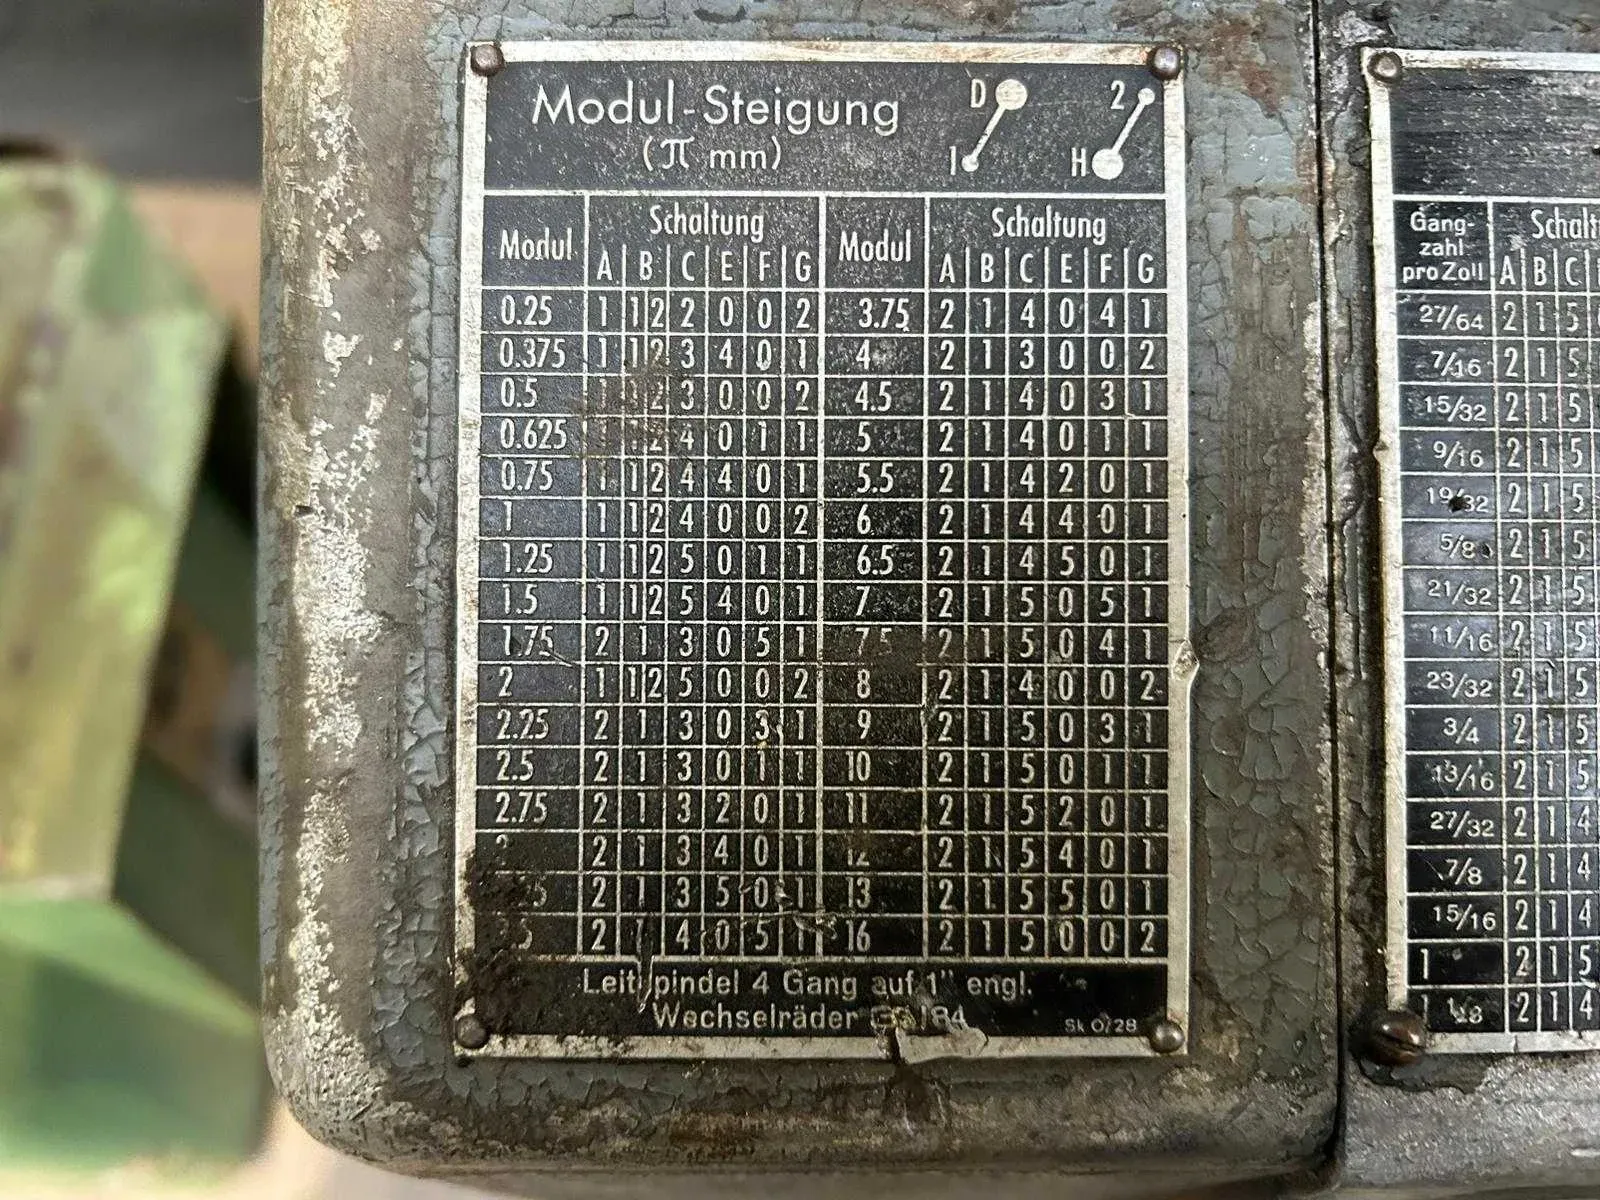 Modul-Steigung D 2
(π mm) 1 H
Modul Schaltung Modul Schaltung
A B C E F G A B C E F G
0.25 1 1|2 2 0 0 2 3.75 2 1 4 0 4 1
0.375 1 1|2 3 4 0 1 4 2 1 3 0 0 2
0.5 1 1|2 3 0 0 2 4.5 2 1 4 0 3 1
0.625 2 4 0 1 1 5 2 1 4 0 1 1
0.75 1 1|2 4 4 0 1 5.5 2 1 4 2 0 1
1 1 1|2 4 0 0 2 6 2 1 4 4 0 1
1.25 1 1|2 5 0 1 1 6.5 2 1 4 5 0 1
1.5 1 1|2 5 4 0 1 7 2 1 5 0 5 1
1.75 2 1 3 0 5 1 7.5 2 1 5 0 4 1
2 1 1|2 5 0 0 2 8 2 1 4 0 0 2
2.25 2 1 3 0 3 1 9 2 1 5 0 3 1
2.5 2 1 3 0 1 1 10 2 1 5 0 1 1
2.75 2 1 3 2 0 1 11 2 1 5 2 0 1
2 1 3 4 0 1 12 2 1 5 4 0 1
2 1 3 5 0 1 13 2 1 5 5 0 1
2 1 4 0 5 1 16 2 1 5 0 0 2
Leitspindel 4 Gang auf 1" engl.
Wechselräder
Sk 0/28
Gang-
zahl
pro Zoll
A B C
27/64 2 1 5
7/16 2 1 5
15/32 2 1 5
9/16 2 1 5
19/32 2 1 5
5/8 2 1 5
21/32 2 1 5
11/16 2 1 5
23/32 2 1 5
3/4 2 1 5
13/16 2 1 5
27/32 2 1 4
7/8 2 1 4
15/16 2 1 4
1 2 1 5
1 1/8 2 1 4